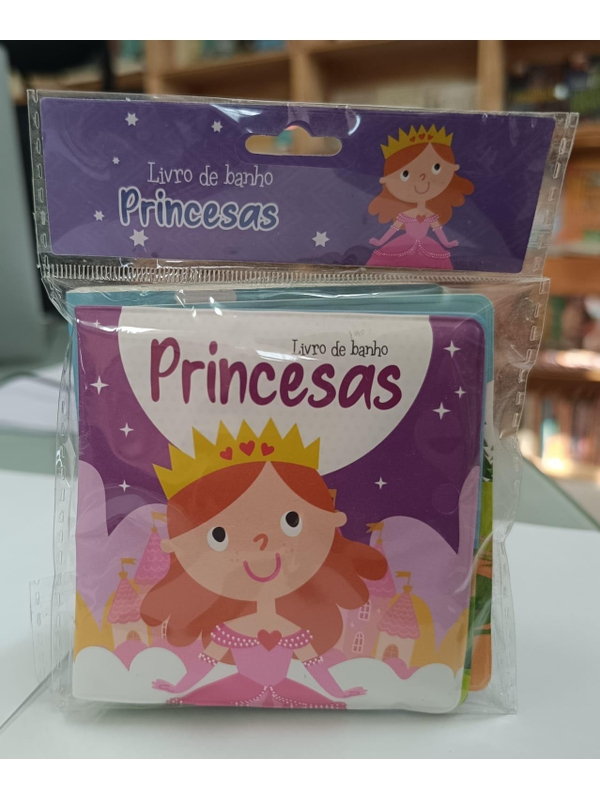 Livro de banho
Princesas
Livro de banho
Princesas